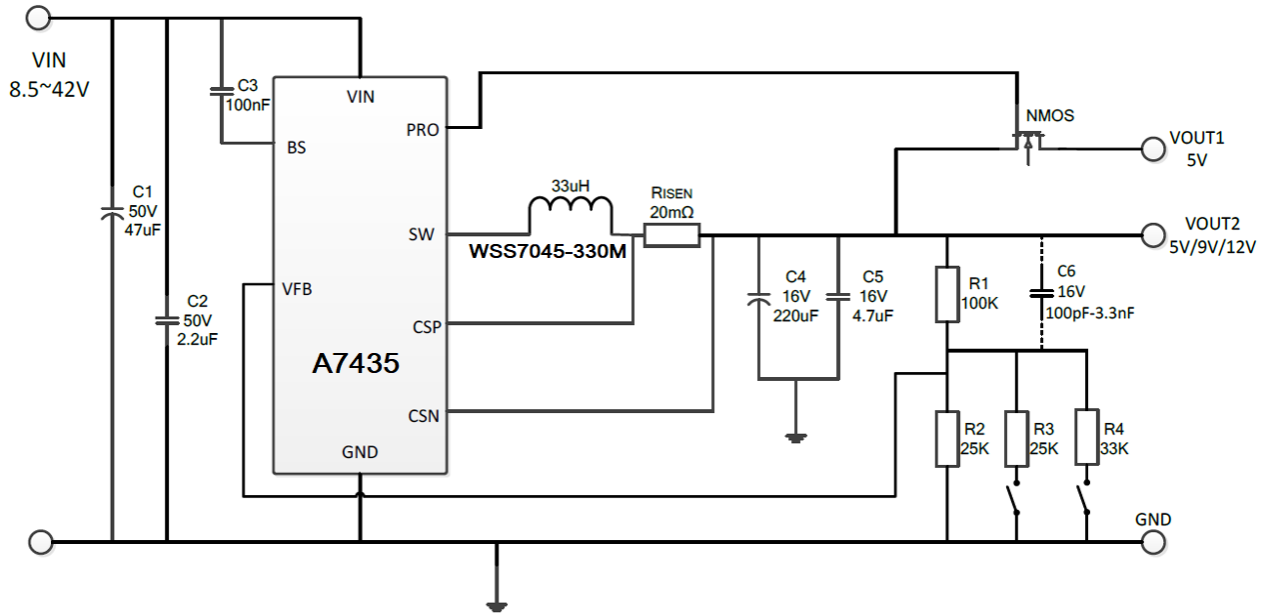 VIN
8.5~42V
C1
50V
47uF
C2
50V
2.2uF
C3
100nF
VIN
BS
PRO
SW
VFB
CSP
A7435
CSN
GND
33uH
WSS7045-330M
RISEN
20mΩ
NMOS
VOUT1
5V
VOUT2
5V/9V/12V
C4
16V
220uF
C5
16V
4.7uF
R1
100K
C6
16V
100pF-3.3nF
R2
25K
R3
25K
R4
33K
GND